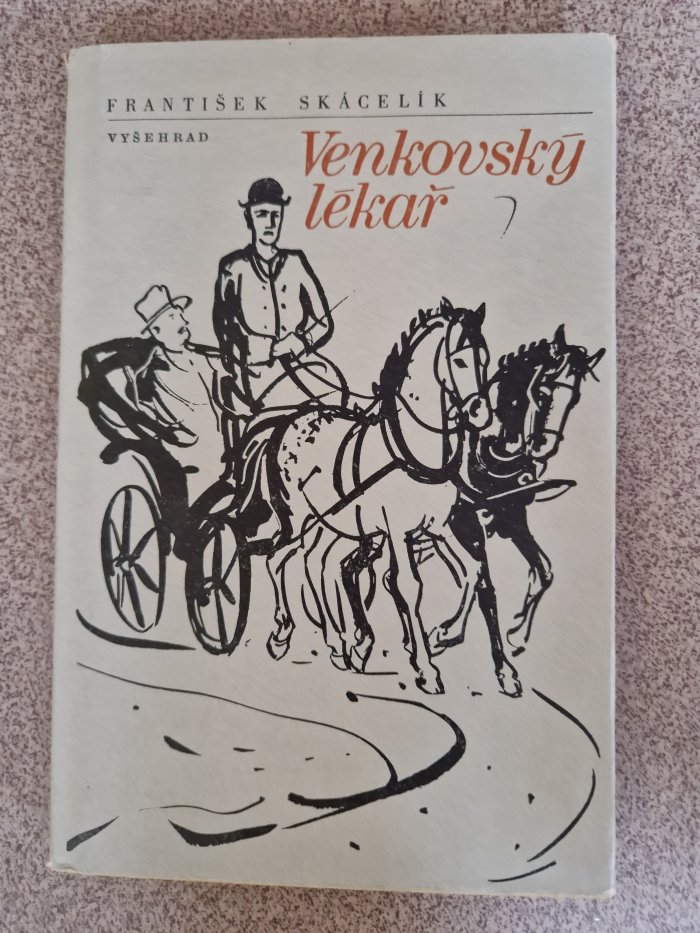 FRANTIŠEK SKÁCELÍK
VYŠEHRAD
Venkovský
lékař